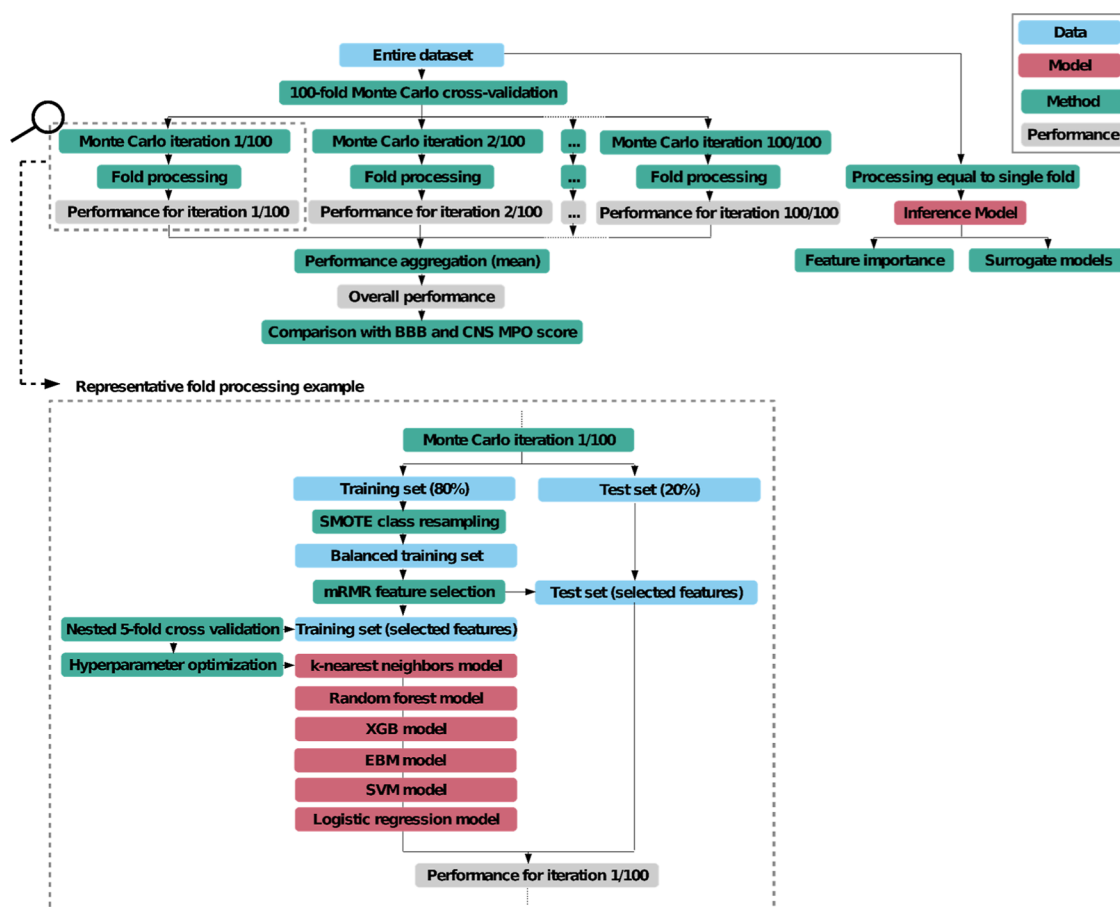 Data
Model
Method
Performance
Entire dataset
100-fold Monte Carlo cross-validation
Monte Carlo iteration 1/100
Monte Carlo iteration 2/100
...
Monte Carlo iteration 100/100
Fold processing
Fold processing
...
Fold processing
Processing equal to single fold
Performance for iteration 1/100
Performance for iteration 2/100
...
Performance for iteration 100/100
Inference Model
Performance aggregation (mean)
Feature importance
Surrogate models
Overall performance
Comparison with BBB and CNS MPO score
Representative fold processing example
Monte Carlo iteration 1/100
Training set (80%)
Test set (20%)
SMOTE class resampling
Balanced training set
mRMR feature selection
Test set (selected features)
Nested 5-fold cross validation
Training set (selected features)
Hyperparameter optimization
k-nearest neighbors model
Random forest model
XGB model
EBM model
SVM model
Logistic regression model
Performance for iteration 1/100